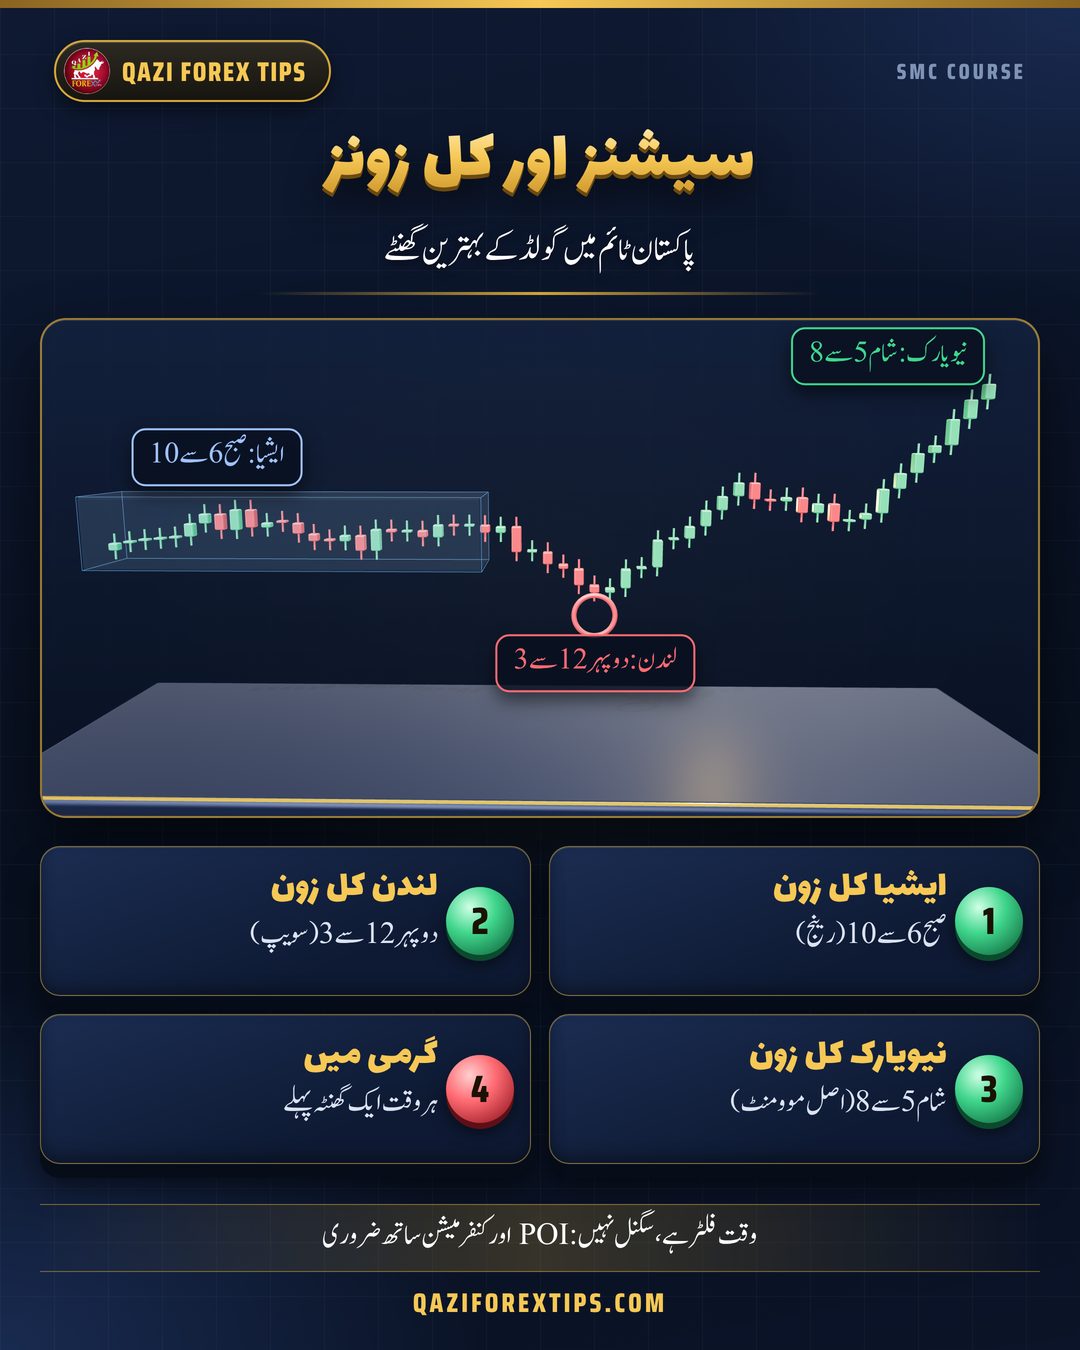 QAZI FOREX TIPS
SMC COURSE
سیشنز اور کل زونز
پاکستان ٹائم میں گولڈ کے بہترین گھنٹے
نیویارک: شام 5 سے 8
ایشیا: صبح 6 سے 10
لندن: دوپہر 12 سے 3
1
ایشیا کل زون
صبح 6 سے 10 (رینج)
2
لندن کل زون
دوپہر 12 سے 3 (سویپ)
3
نیویارک کل زون
شام 5 سے 8 (اصل موومنٹ)
4
گرمی میں
ہر وقت ایک گھنٹہ پہلے
وقت فلٹر ہے، سگنل نہیں: POI اور کنفرمیشن ساتھ ضروری
QAZIFOREXTIPS.COM